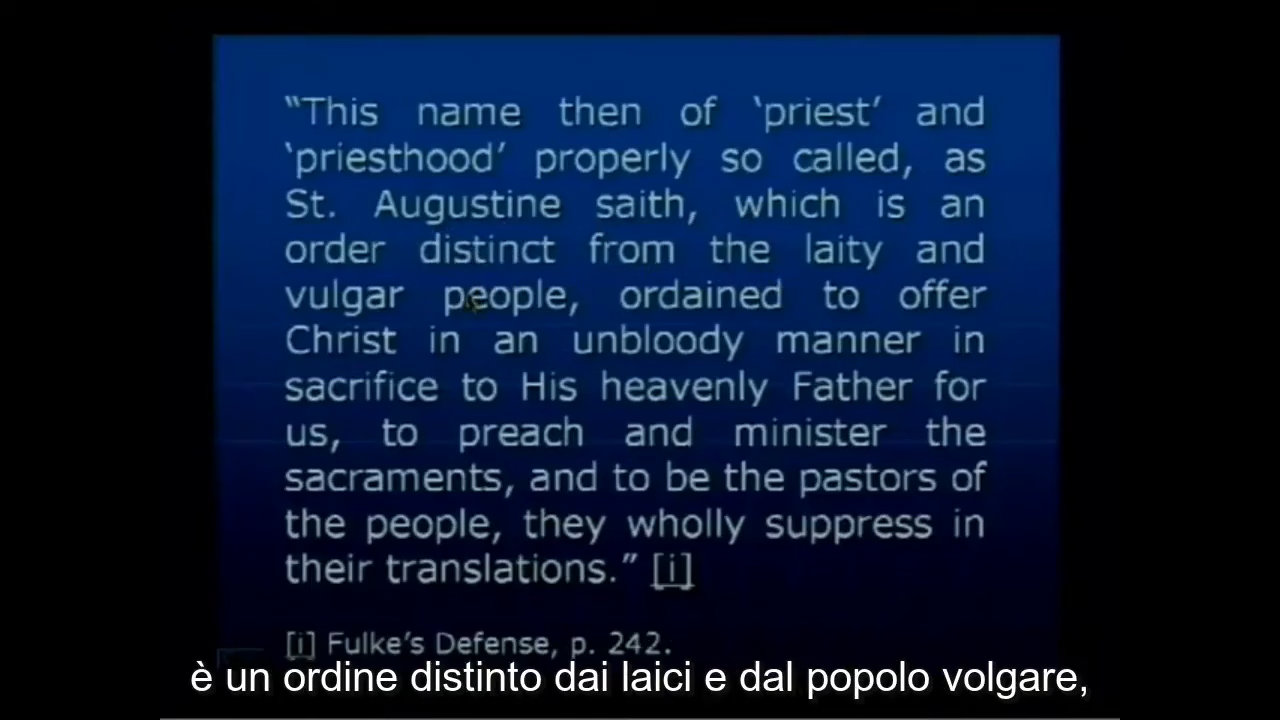 “This name then of ‘priest’ and
‘priesthood’ properly so called, as
St. Augustine saith, which is an
order distinct from the laity and
vulgar people, ordained to offer
Christ in an unbloody manner in
sacrifice to His heavenly Father for
us, to preach and minister the
sacraments, and to be the pastors of
the people, they wholly suppress in
their translations.” [i]
[i] Fulke’s Defense, p. 242.
è un ordine distinto dai laici e dal popolo volgare,